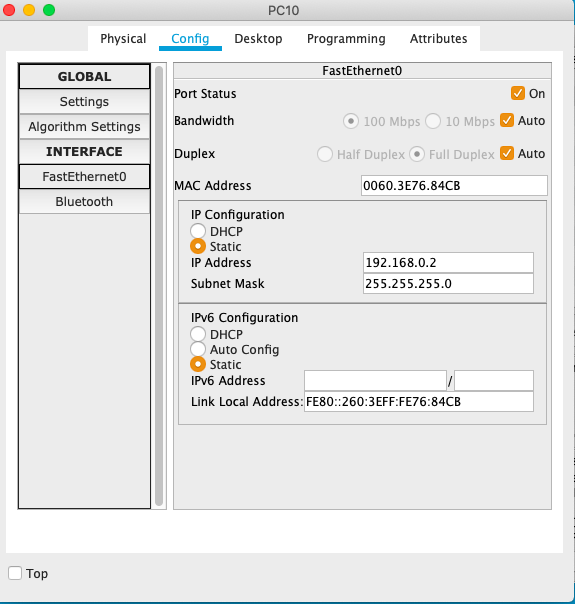 PC10
Physical Config Desktop Programming Attributes
GLOBAL
Settings
Algorithm Settings
INTERFACE
FastEthernet0
Bluetooth
FastEthernet0
Port Status On
Bandwidth 100 Mbps 10 Mbps Auto
Duplex Half Duplex Full Duplex Auto
MAC Address 0060.3E76.84CB
IP Configuration
DHCP
Static
IP Address 192.168.0.2
Subnet Mask 255.255.255.0
IPv6 Configuration
DHCP
Auto Config
Static
IPv6 Address /
Link Local Address: FE80::260:3EFF:FE76:84CB
Top